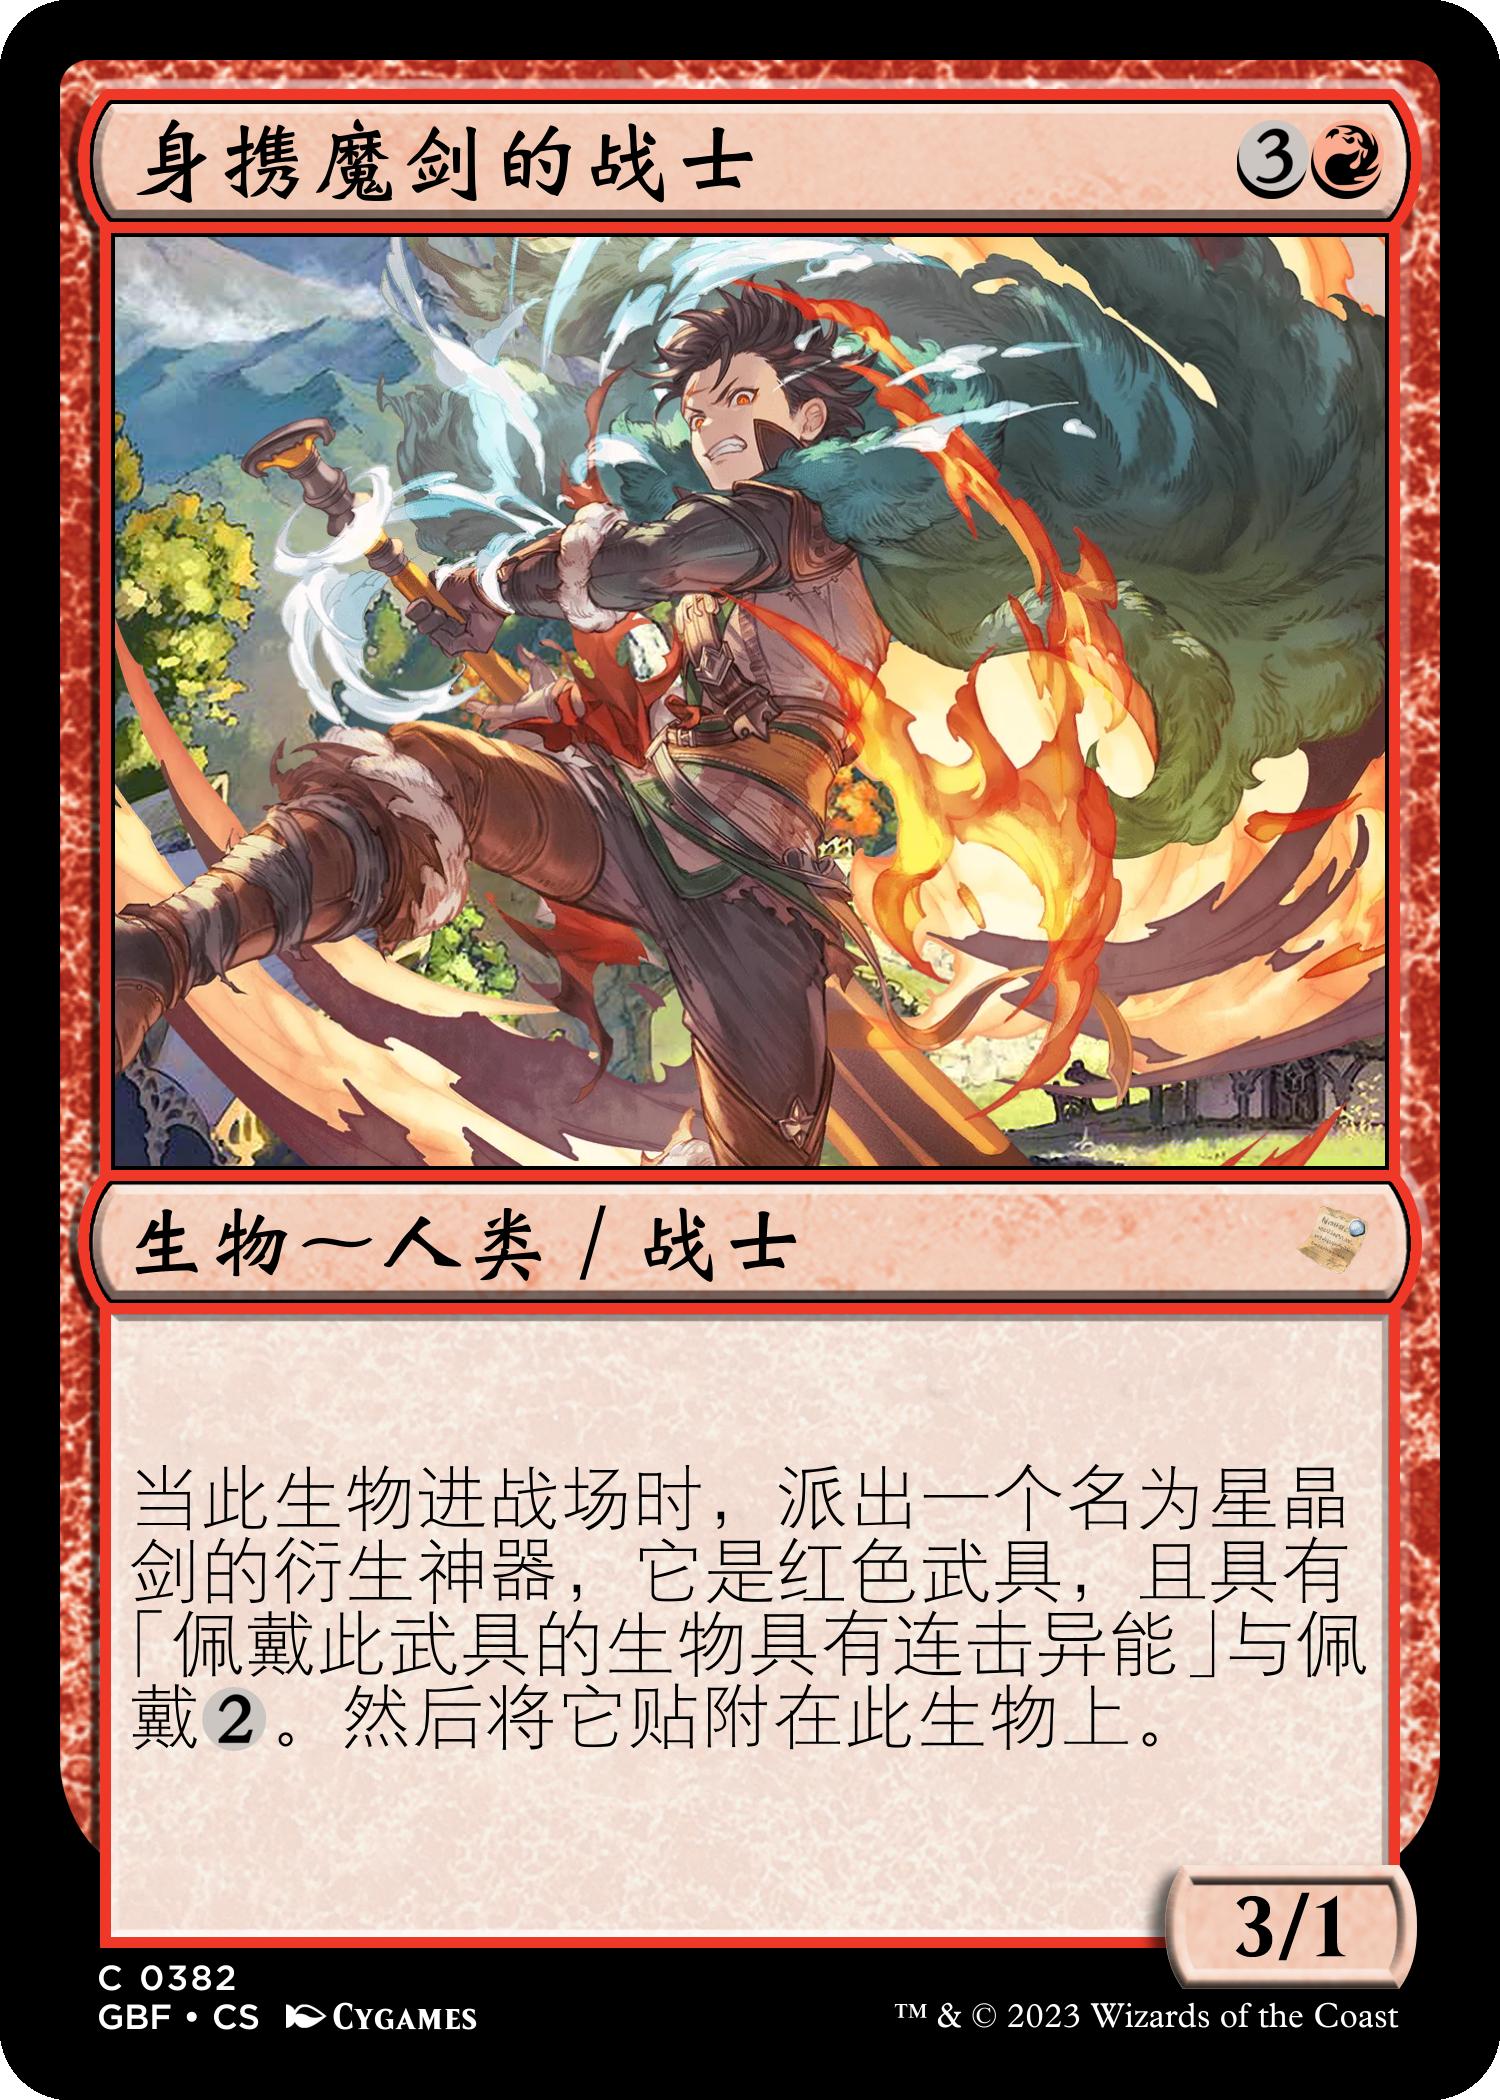 身携魔剑的战士 3
生物～人类 / 战士
当此生物进战场时，派出一个名为星晶
剑的衍生神器，它是红色武具，且具有
「佩戴此武具的生物具有连击异能」与佩
戴2。然后将它贴附在此生物上。
3/1
C 0382
GBF • CS CYGAMES
™ & © 2023 Wizards of the Coast